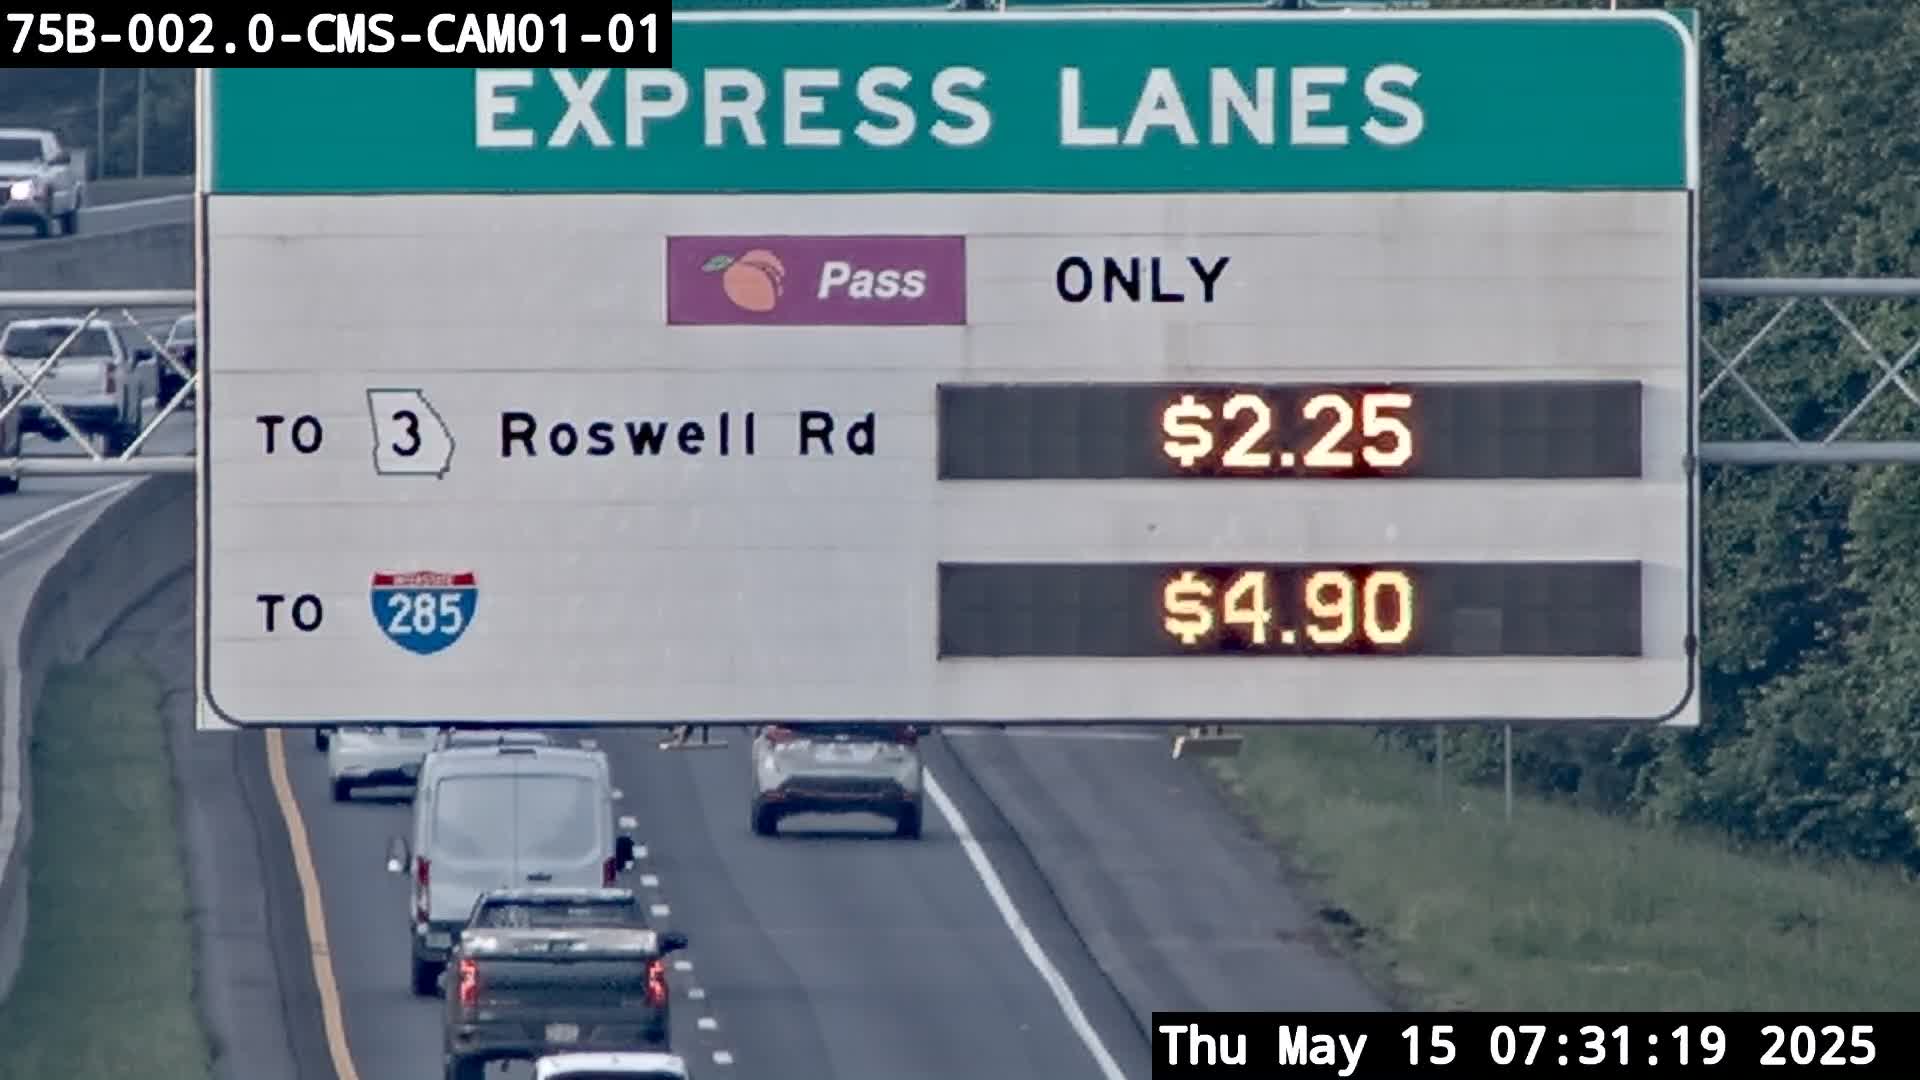 75B-002.0-CMS-CAM01-01
EXPRESS LANES
Pass ONLY
TO 3 Roswell Rd $2.25
TO INTERSTATE 285 $4.90
Thu May 15 07:31:19 2025